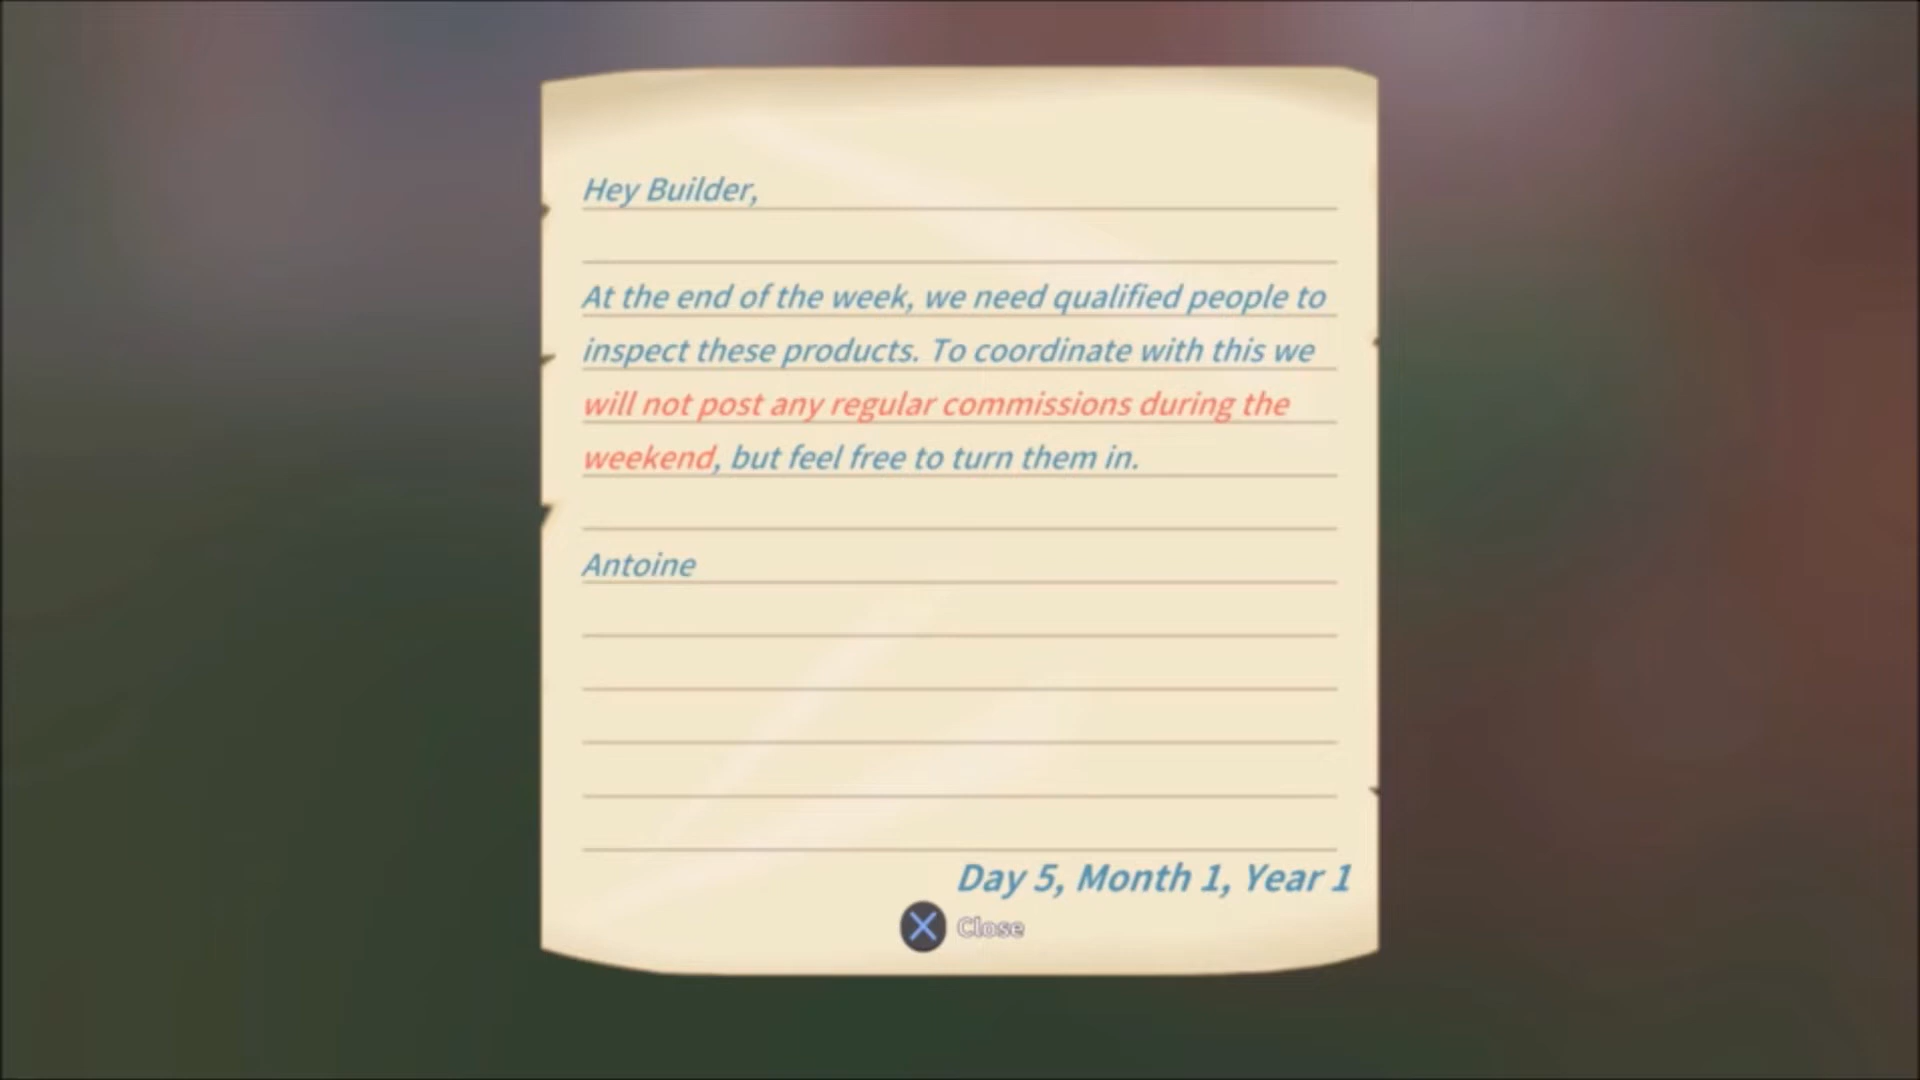 Hey Builder,
At the end of the week, we need qualified people to
inspect these products. To coordinate with this we
will not post any regular commissions during the
weekend, but feel free to turn them in.
Antoine
Day 5, Month 1, Year 1
Close